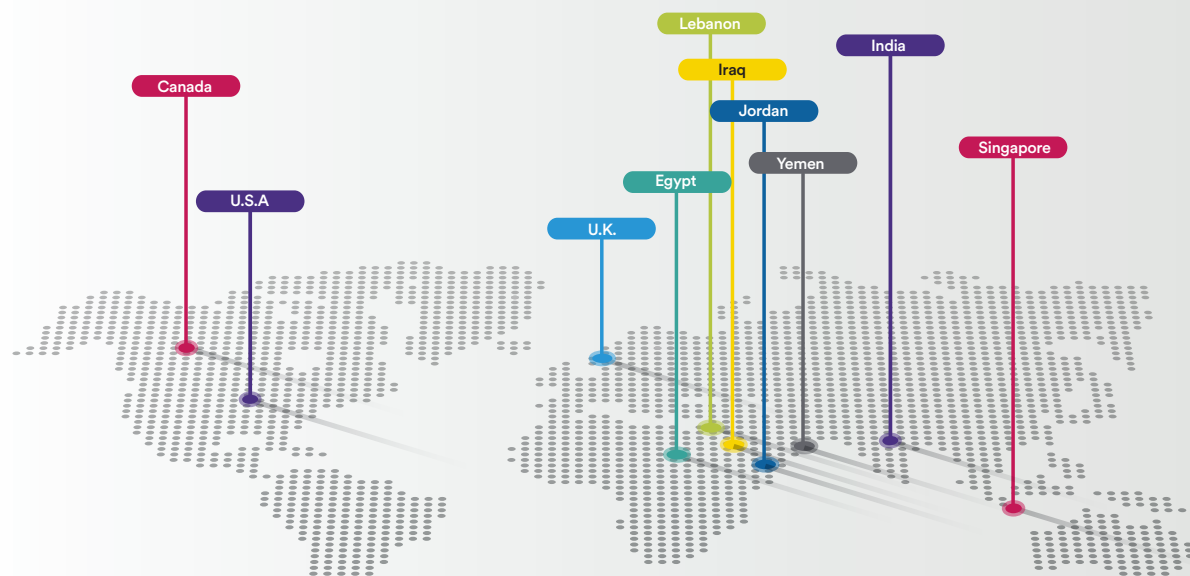 Lebanon
India
Iraq
Canada
Jordan
Singapore
Yemen
Egypt
U.S.A
U.K.